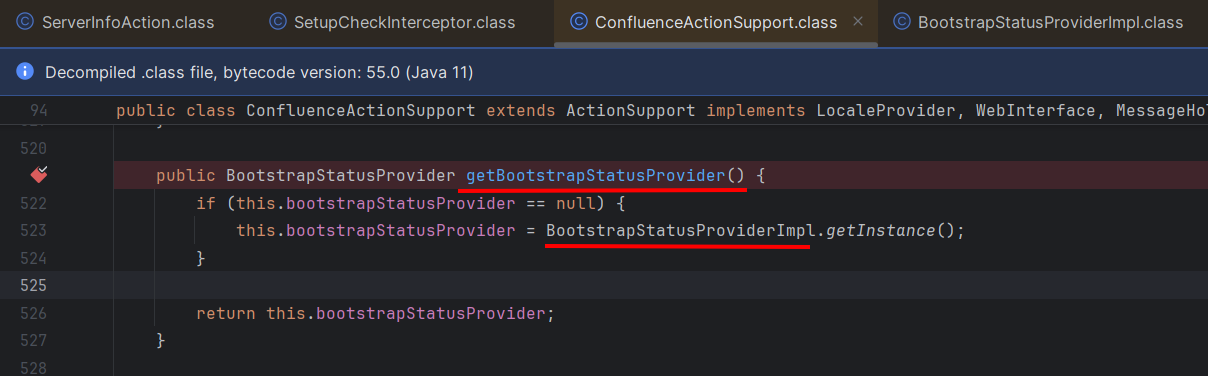 ServerInfoAction.class SetupCheckInterceptor.class ConfluenceActionSupport.class BootstrapStatusProviderImpl.class
Decompiled .class file, bytecode version: 55.0 (Java 11)
94 public class ConfluenceActionSupport extends ActionSupport implements LocaleProvider, WebInterface, MessageHol
520
public BootstrapStatusProvider getBootstrapStatusProvider() {
522 if (this.bootstrapStatusProvider == null) {
523 this.bootstrapStatusProvider = BootstrapStatusProviderImpl.getInstance();
524 }
525
526 return this.bootstrapStatusProvider;
527 }
528